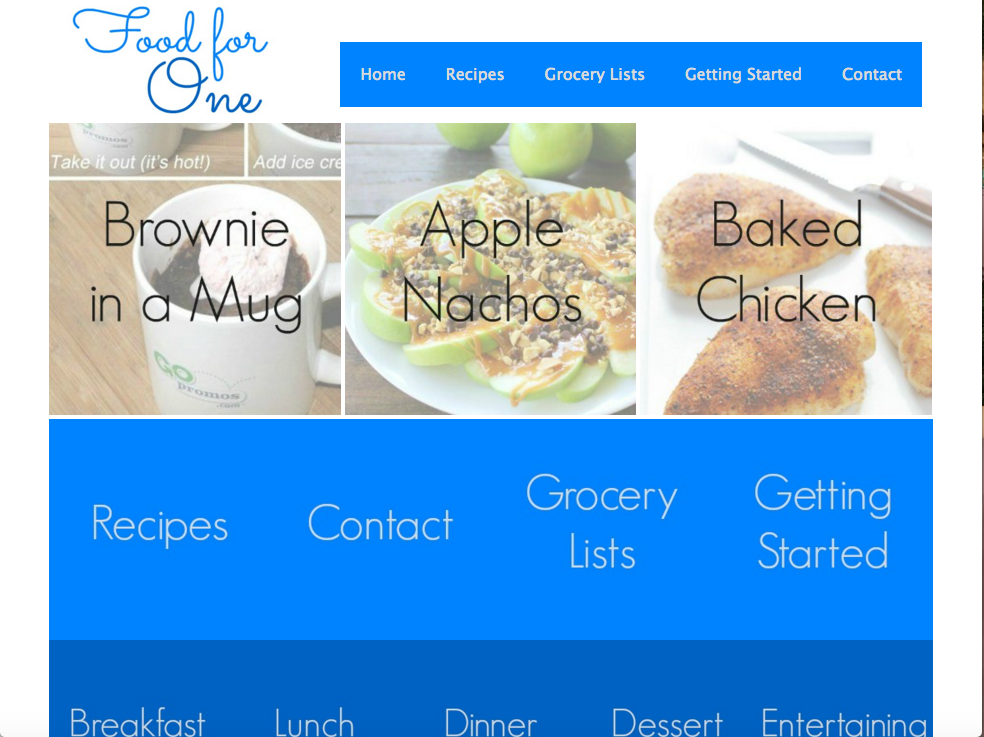 Food for
One
Home Recipes Grocery Lists Getting Started Contact
Take it out (it's hot!) Add ice cre
Brownie
in a Mug
GO
promos
.com
Apple
Nachos
Baked
Chicken
Recipes Contact Grocery
Lists
Getting
Started
Breakfast Lunch Dinner Dessert Entertaining